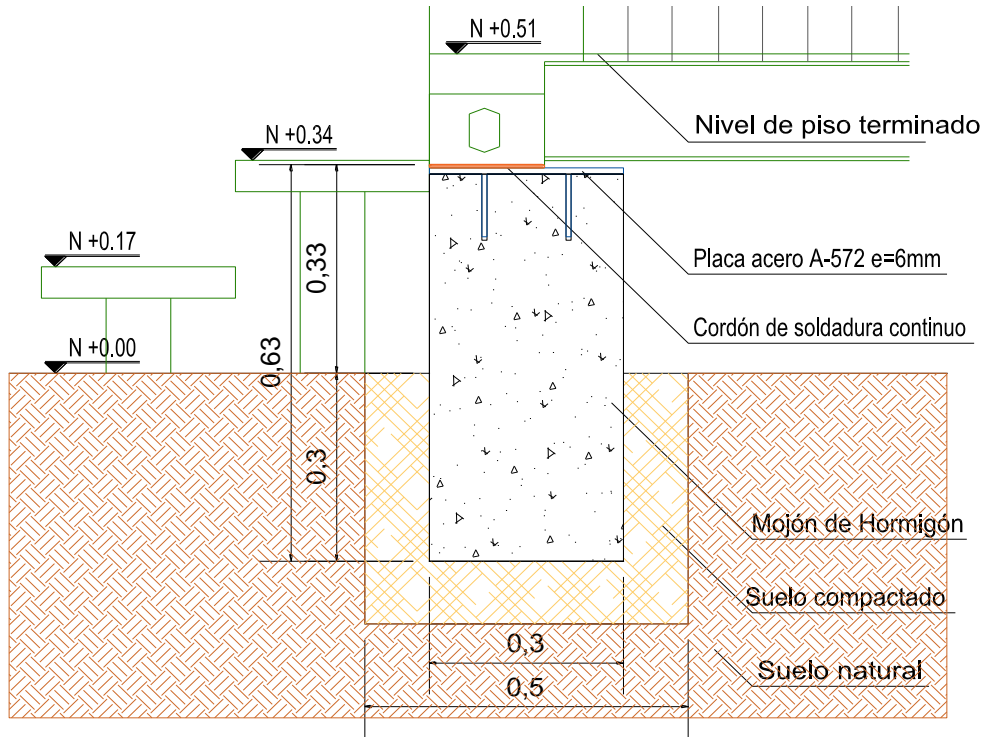 N +0.51
Nivel de piso terminado
N +0.34
N +0.17
0,33
Placa acero A-572 e=6mm
Cordón de soldadura continuo
N +0.00
0,63
0,3
Mojón de Hormigón
Suelo compactado
0,3
Suelo natural
0,5